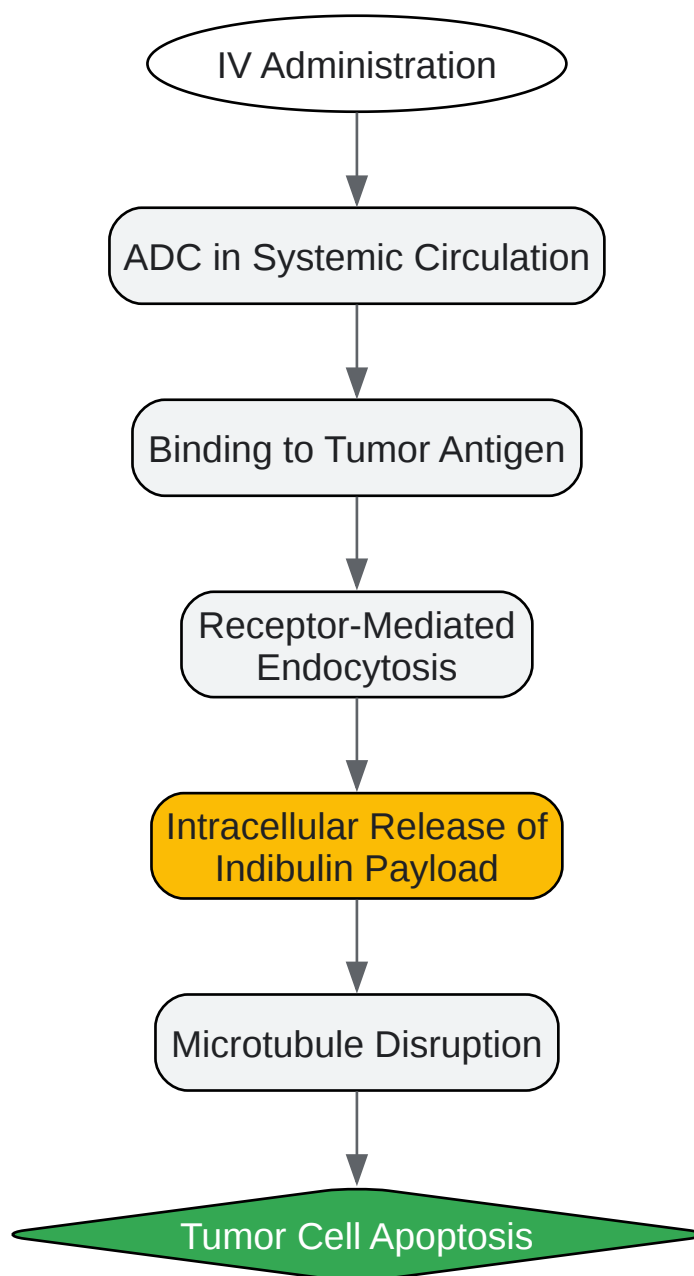 IV Administration
ADC in Systemic Circulation
Binding to Tumor Antigen
Receptor-Mediated
Endocytosis
Intracellular Release of
Indibulin Payload
Microtubule Disruption
Tumor Cell Apoptosis